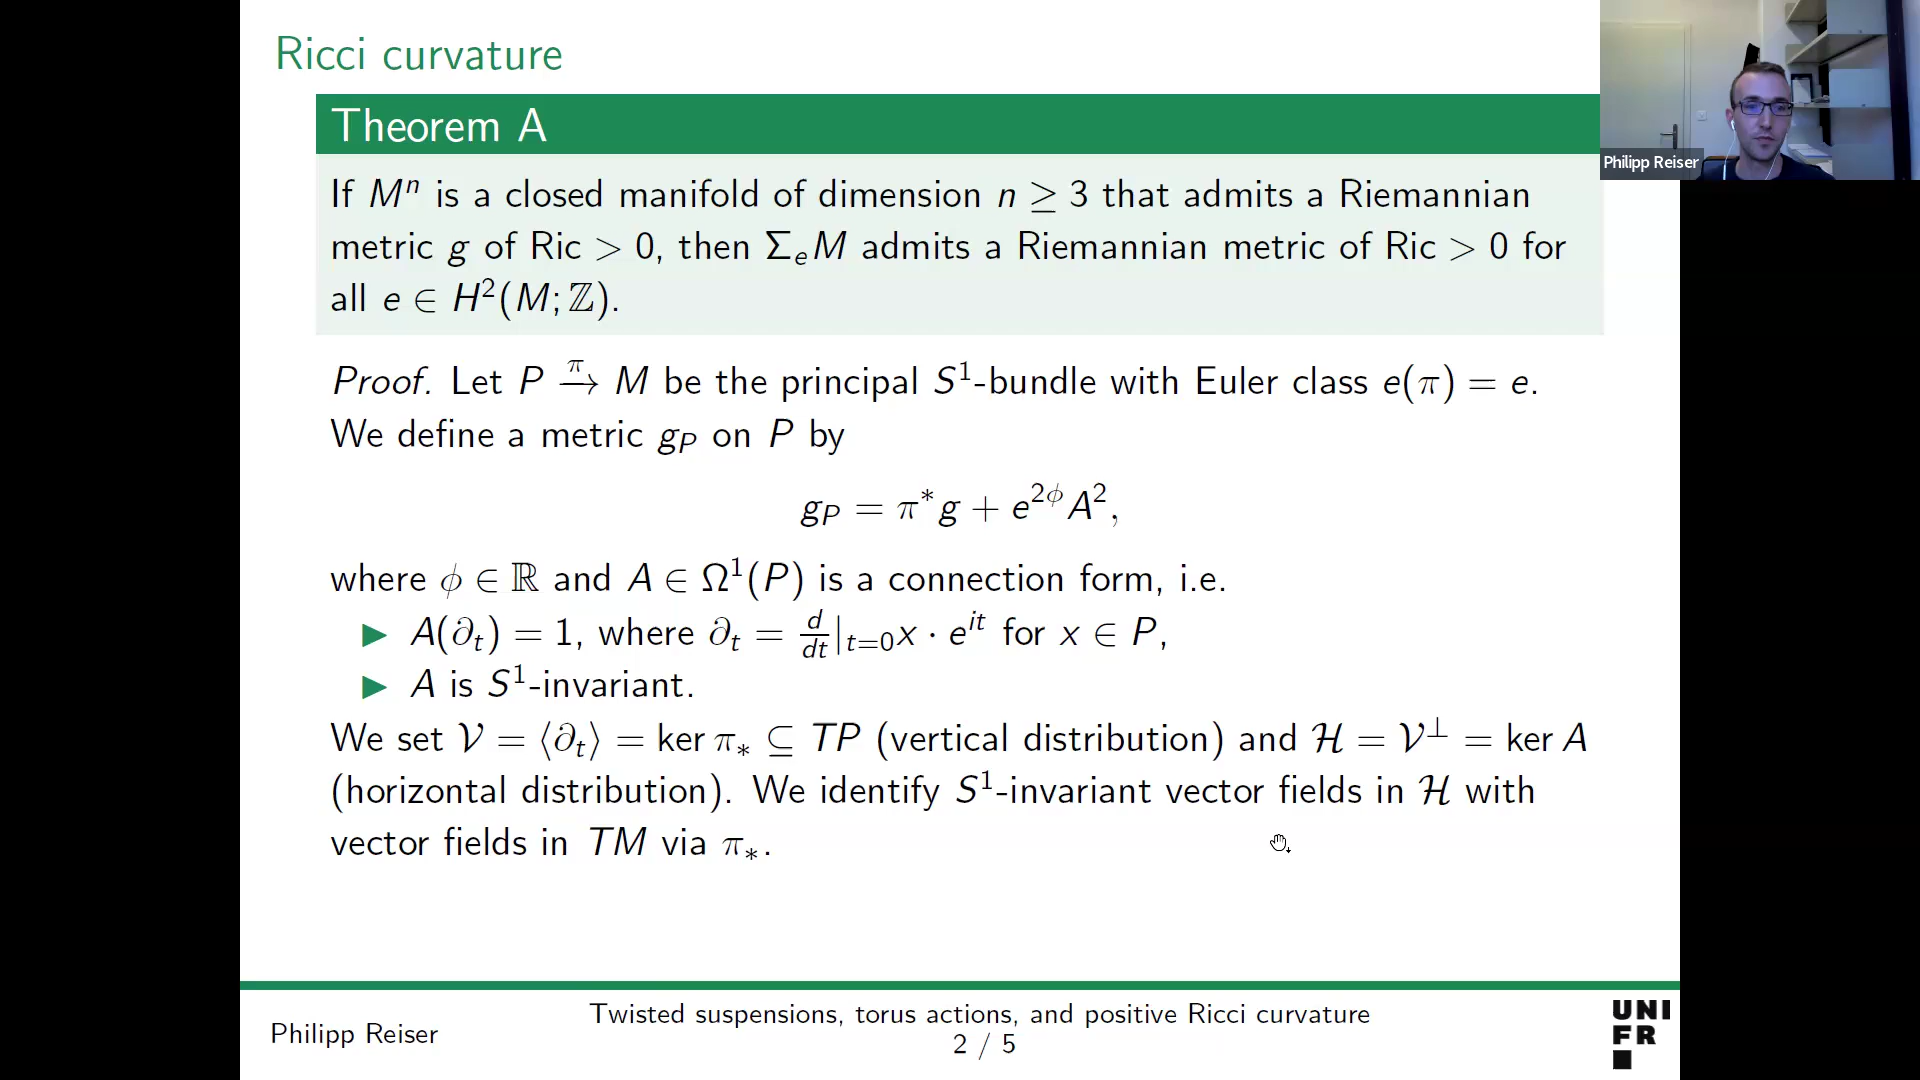 Ricci curvature
Theorem A
If Mⁿ is a closed manifold of dimension n ≥ 3 that admits a Riemannian
metric g of Ric > 0, then ΣₑM admits a Riemannian metric of Ric > 0 for
all e ∈ H²(M; ℤ).
Proof. Let P →^π M be the principal S¹-bundle with Euler class e(π) = e.
We define a metric g_P on P by
g_P = π*g + e^{2ϕ}A²,
where ϕ ∈ ℝ and A ∈ Ω¹(P) is a connection form, i.e.
▶ A(∂ₜ) = 1, where ∂ₜ = d/dt|ₜ₌₀ x · e^{it} for x ∈ P,
▶ A is S¹-invariant.
We set 𝒱 = ⟨∂ₜ⟩ = ker π_* ⊆ TP (vertical distribution) and ℋ = 𝒱^⊥ = ker A
(horizontal distribution). We identify S¹-invariant vector fields in ℋ with
vector fields in TM via π_*.
Philipp Reiser
Twisted suspensions, torus actions, and positive Ricci curvature
2 / 5
UNI
FR
Philipp Reiser